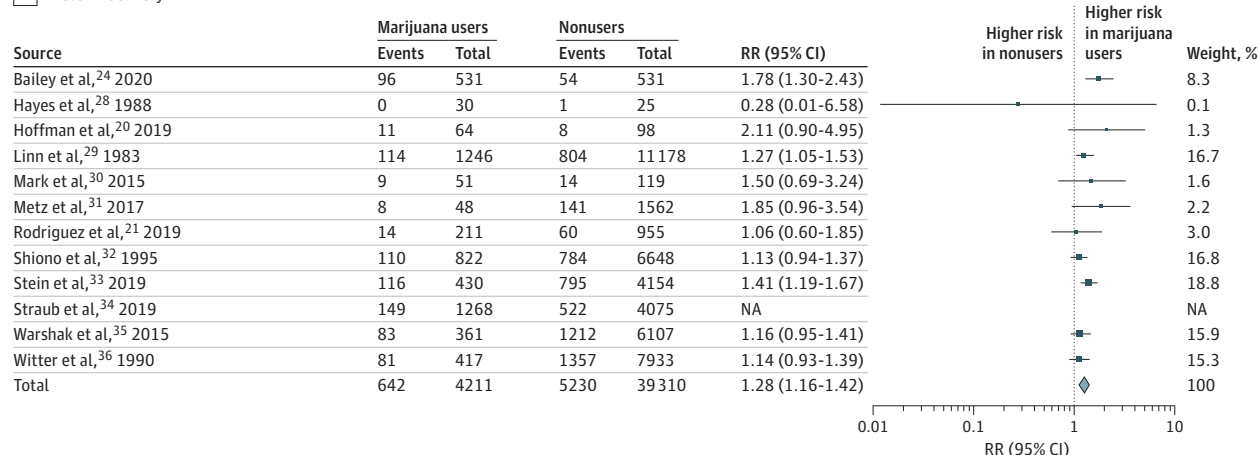 Marijuana users Nonusers Higher risk in nonusers Higher risk in marijuana users
Source Events Total Events Total RR (95% CI) Weight, %
Bailey et al,24 2020 96 531 54 531 1.78 (1.30-2.43) 8.3
Hayes et al,28 1988 0 30 1 25 0.28 (0.01-6.58) 0.1
Hoffman et al,20 2019 11 64 8 98 2.11 (0.90-4.95) 1.3
Linn et al,29 1983 114 1246 804 11178 1.27 (1.05-1.53) 16.7
Mark et al,30 2015 9 51 14 119 1.50 (0.69-3.24) 1.6
Metz et al,31 2017 8 48 141 1562 1.85 (0.96-3.54) 2.2
Rodriguez et al,21 2019 14 211 60 955 1.06 (0.60-1.85) 3.0
Shiono et al,32 1995 110 822 784 6648 1.13 (0.94-1.37) 16.8
Stein et al,33 2019 116 430 795 4154 1.41 (1.19-1.67) 18.8
Straub et al,34 2019 149 1268 522 4075 NA NA
Warshak et al,35 2015 83 361 1212 6107 1.16 (0.95-1.41) 15.9
Witter et al,36 1990 81 417 1357 7933 1.14 (0.93-1.39) 15.3
Total 642 4211 5230 39310 1.28 (1.16-1.42) 100
0.01 0.1 1 10
RR (95% CI)